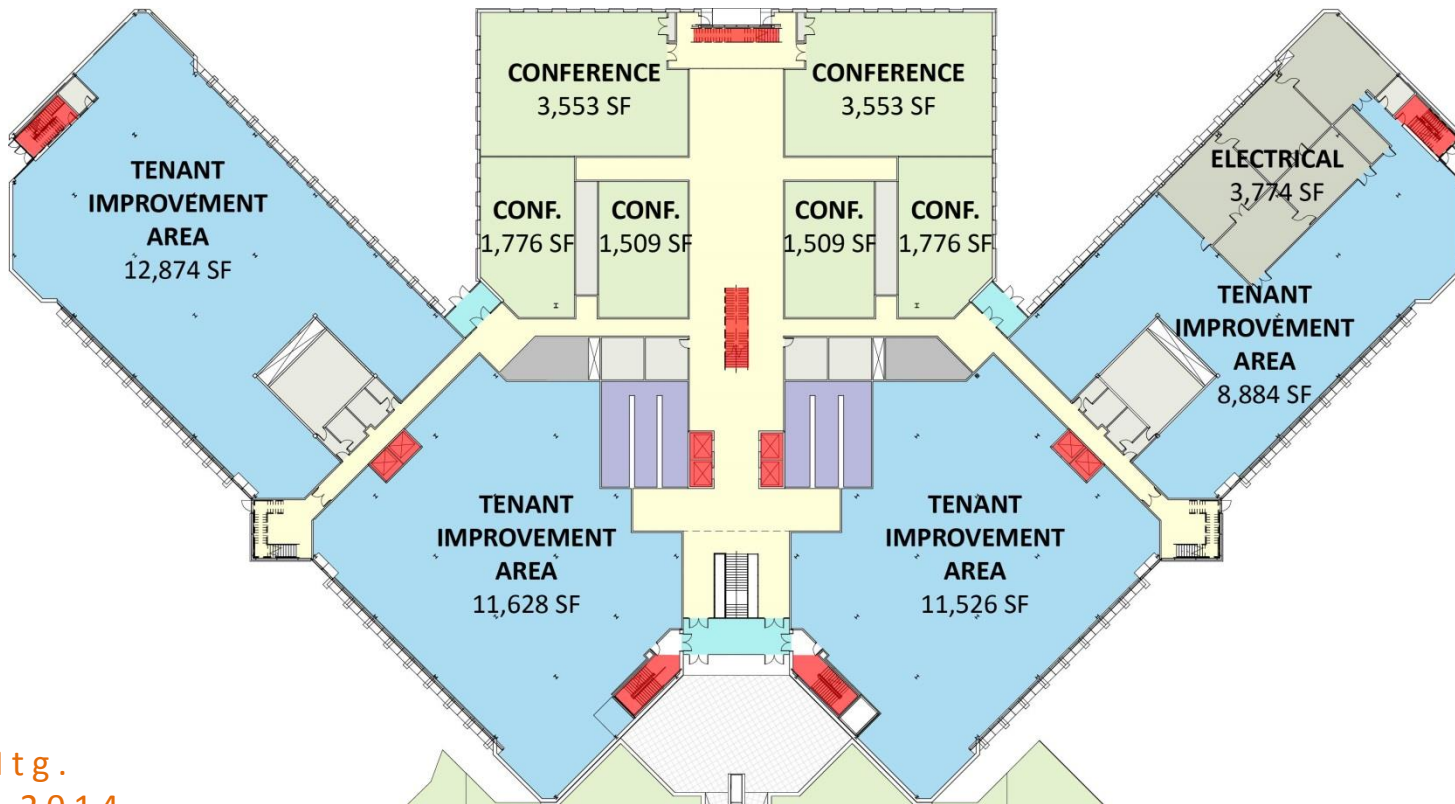 CONFERENCE
3,553 SF
CONFERENCE
3,553 SF
TENANT
IMPROVEMENT
AREA
12,874 SF
ELECTRICAL
3,774 SF
CONF.
1,776 SF
CONF.
1,509 SF
CONF.
1,509 SF
CONF.
1,776 SF
TENANT
IMPROVEMENT
AREA
8,884 SF
TENANT
IMPROVEMENT
AREA
11,628 SF
TENANT
IMPROVEMENT
AREA
11,526 SF
tg.
2014